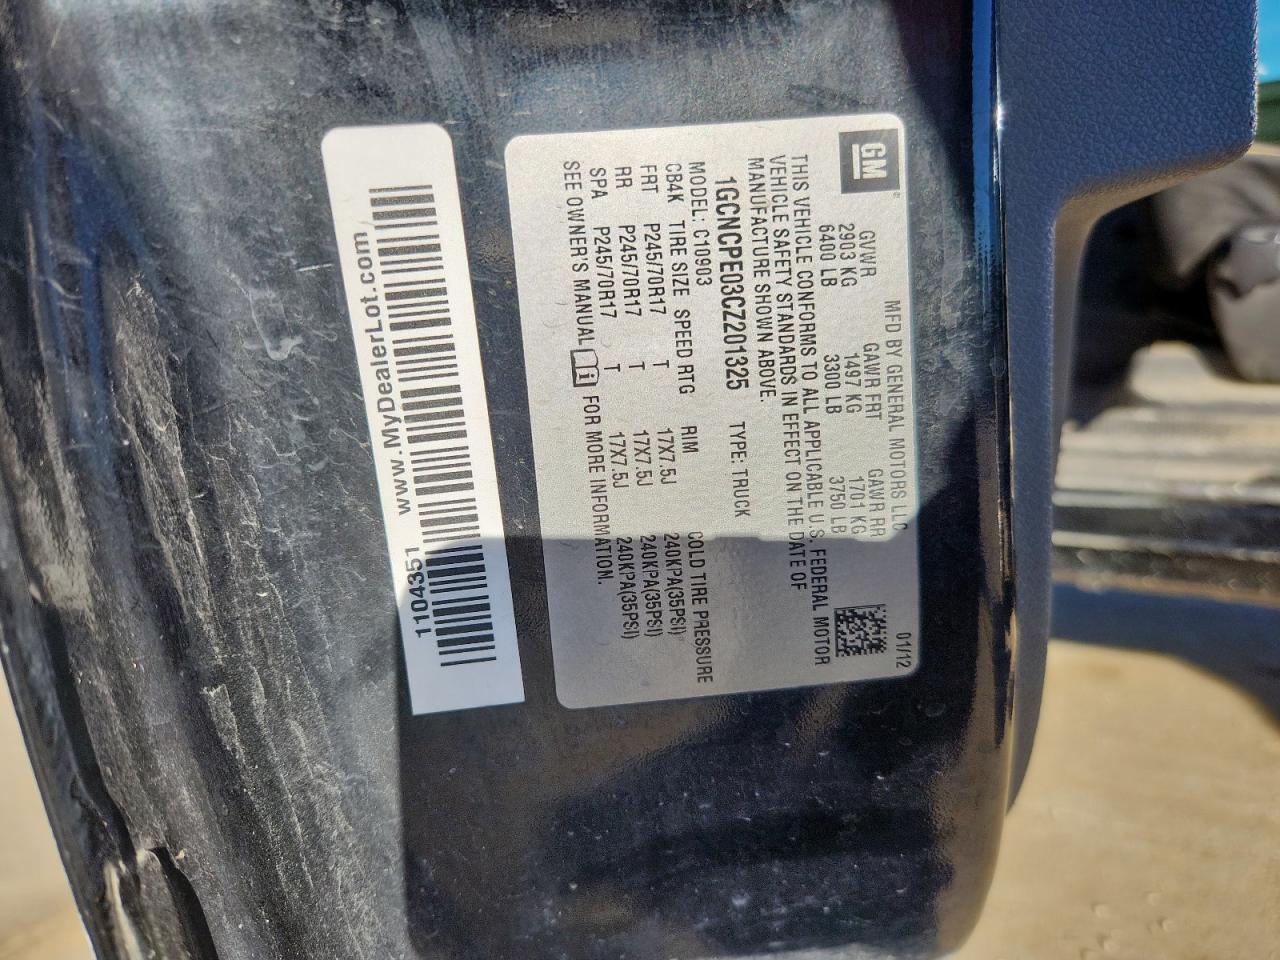 GM
MFD BY GENERAL MOTORS LLC
01/12
GVWR GAWR FRT GAWR RR
2903 KG 1497 KG 1701 KG
6400 LB 3300 LB 3750 LB
THIS VEHICLE CONFORMS TO ALL APPLICABLE U.S. FEDERAL MOTOR
VEHICLE SAFETY STANDARDS IN EFFECT ON THE DATE OF
MANUFACTURE SHOWN ABOVE.
1GCNCPE03CZ201325 TYPE: TRUCK
MODEL: C10903
CB4K TIRE SIZE SPEED RTG RIM COLD TIRE PRESSURE
FRT P245/70R17 T 17X7.5J 240KPA(35PSI)
RR P245/70R17 T 17X7.5J 240KPA(35PSI)
SPA P245/70R17 T 17X7.5J 240KPA(35PSI)
SEE OWNER'S MANUAL i FOR MORE INFORMATION.
www.MyDealerLot.com 1104351